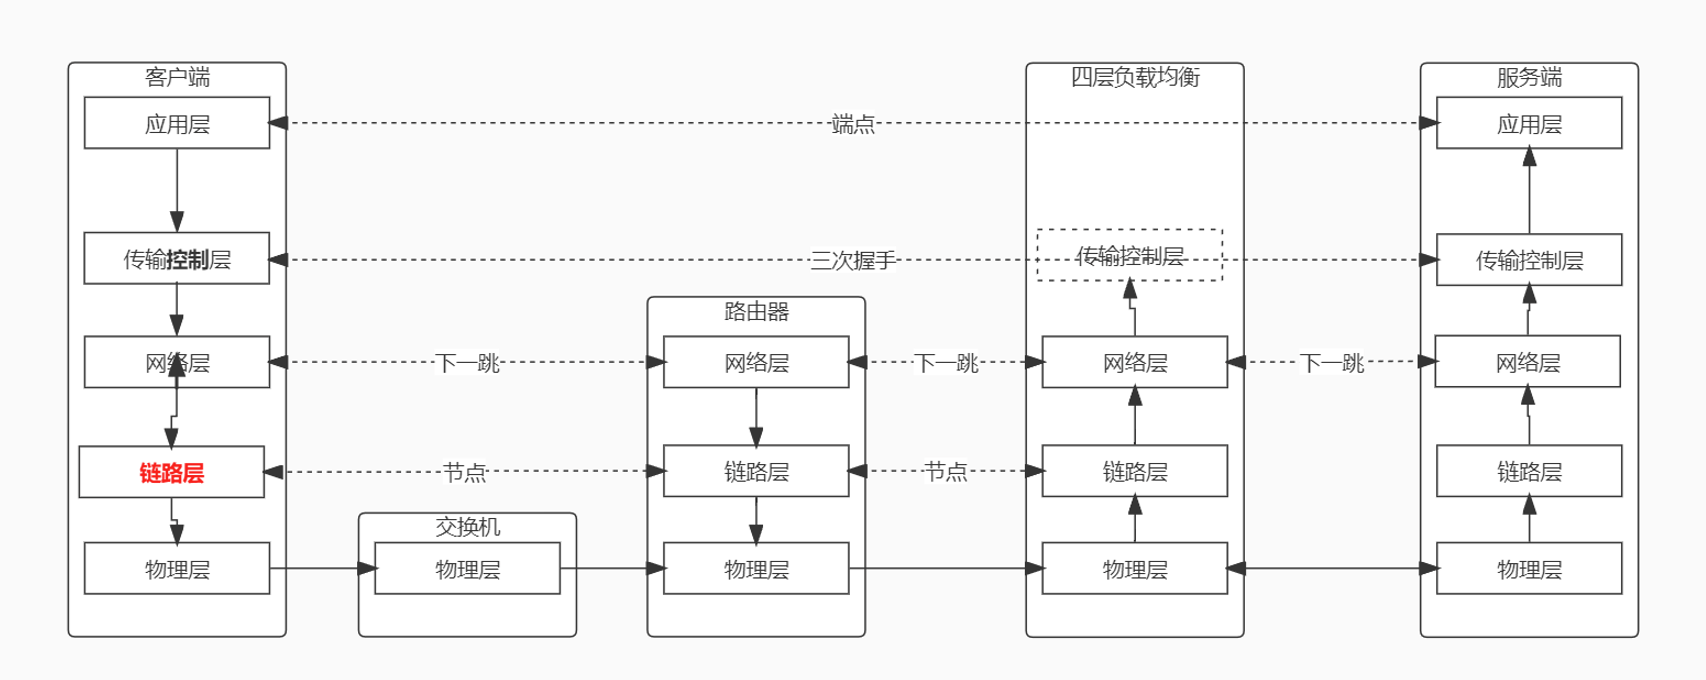 客户端
四层负载均衡
服务端
应用层
端点
应用层
传输控制层
三次握手
传输控制层
传输控制层
路由器
网络层
下一跳
网络层
下一跳
网络层
下一跳
网络层
链路层
节点
链路层
节点
链路层
链路层
交换机
物理层
物理层
物理层
物理层
物理层